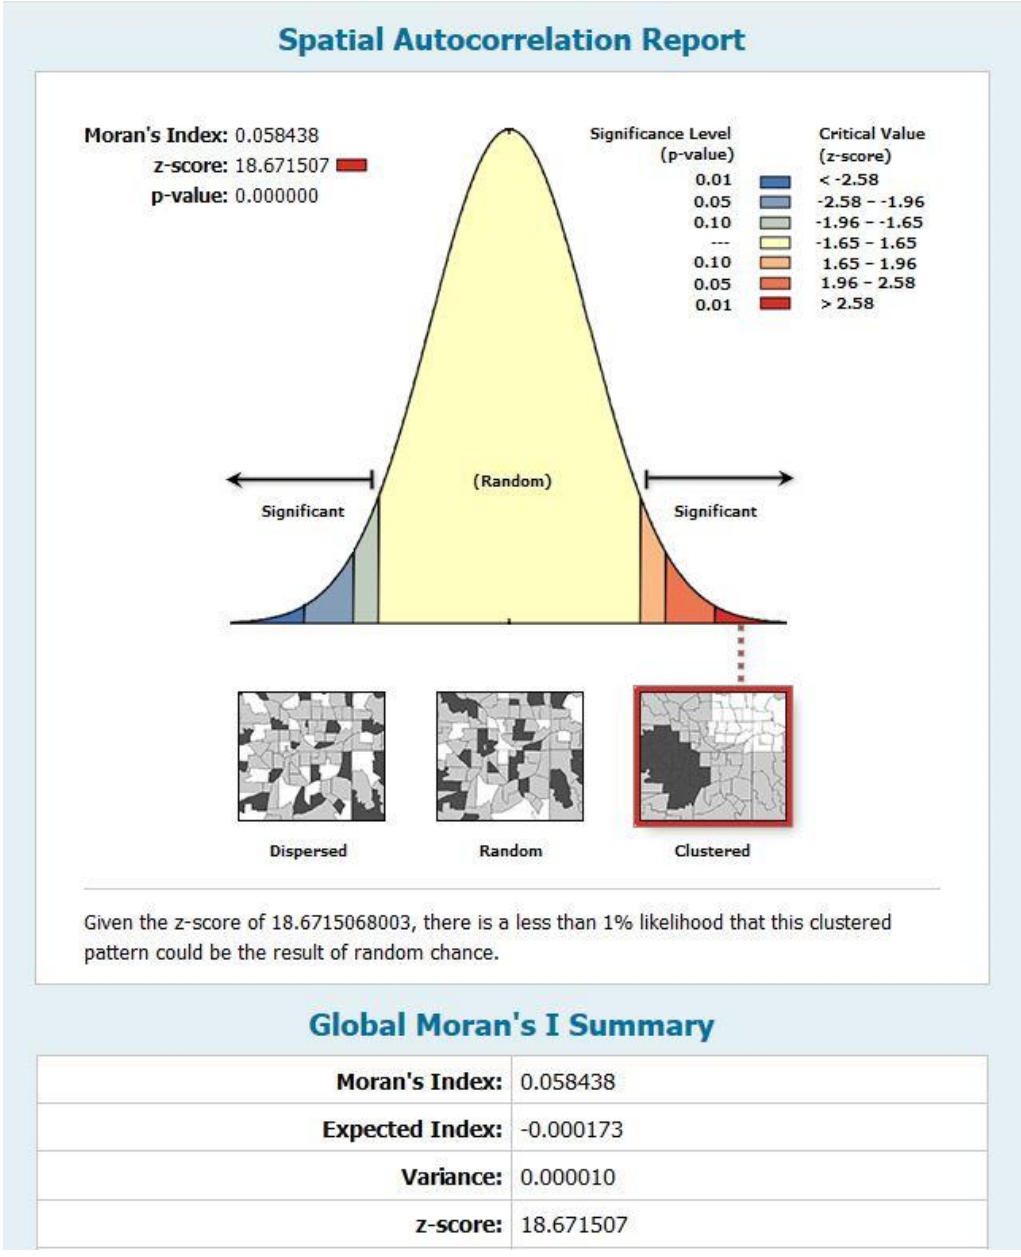 Spatial Autocorrelation Report
Moran's Index: 0.058438
z-score: 18.671507
p-value: 0.000000
Significance Level (p-value) Critical Value (z-score)
0.01 < -2.58
0.05 -2.58 – -1.96
0.10 -1.96 – -1.65
--- -1.65 – 1.65
0.10 1.65 – 1.96
0.05 1.96 – 2.58
0.01 > 2.58
(Random)
Significant Significant
Dispersed Random Clustered
Given the z-score of 18.6715068003, there is a less than 1% likelihood that this clustered
pattern could be the result of random chance.
Global Moran's I Summary
Moran's Index: 0.058438
Expected Index: -0.000173
Variance: 0.000010
z-score: 18.671507